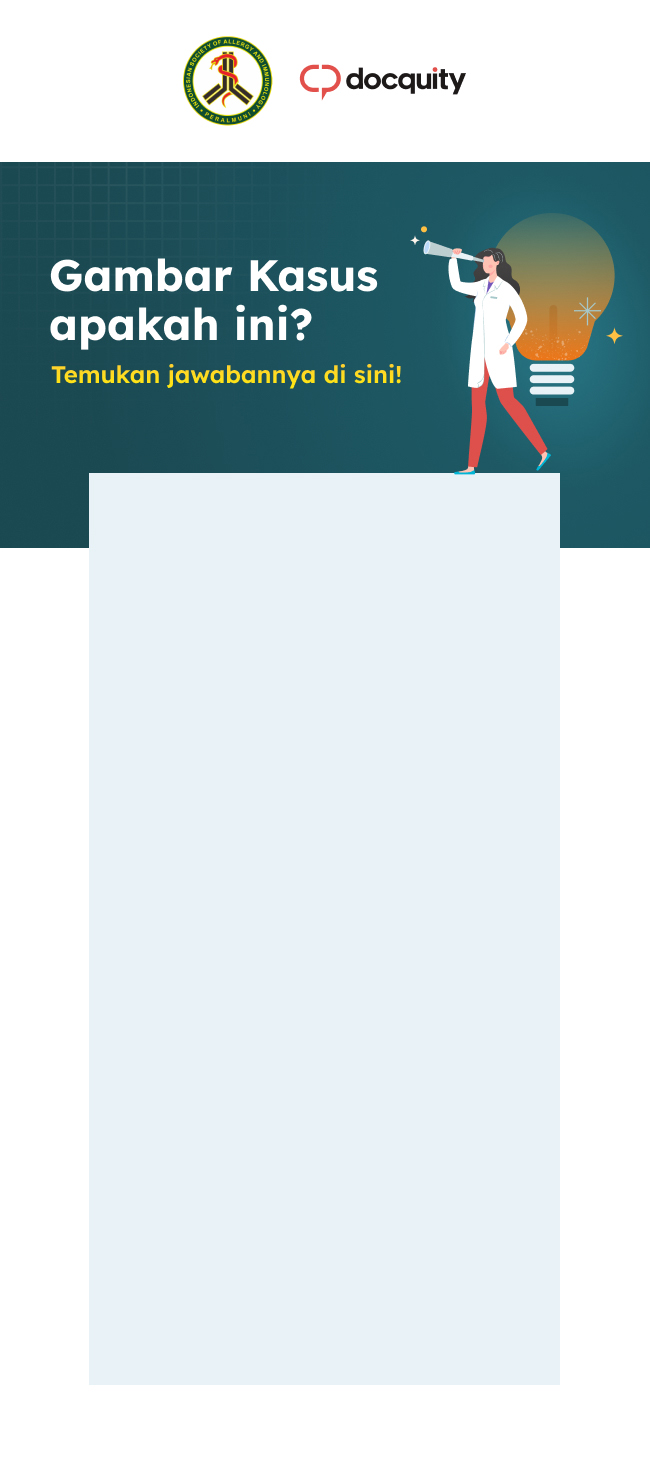 INDONESIAN SOCIETY OF ALLERGY AND IMMUNOLOGY
PERALMUNI
docquity
Gambar Kasus
apakah ini?
Temukan jawabannya di sini!